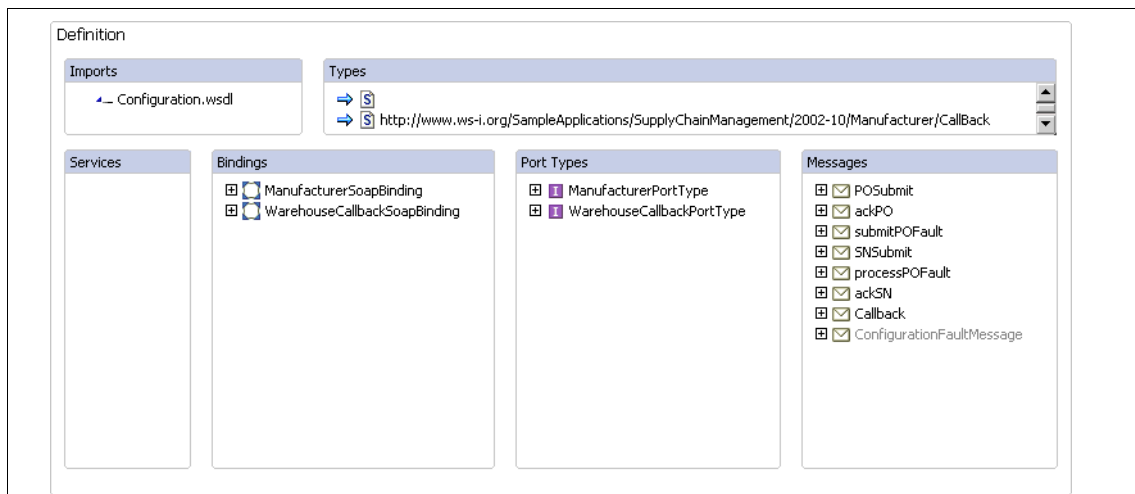 Definition
Imports
Configuration.wsdl
Types
S
S http://www.ws-i.org/SampleApplications/SupplyChainManagement/2002-10/Manufacturer/CallBack
Services
Bindings
ManufacturerSoapBinding
WarehouseCallbackSoapBinding
Port Types
I ManufacturerPortType
I WarehouseCallbackPortType
Messages
POSubmit
ackPO
submitPOFault
SNSubmit
processPOFault
ackSN
Callback
ConfigurationFaultMessage